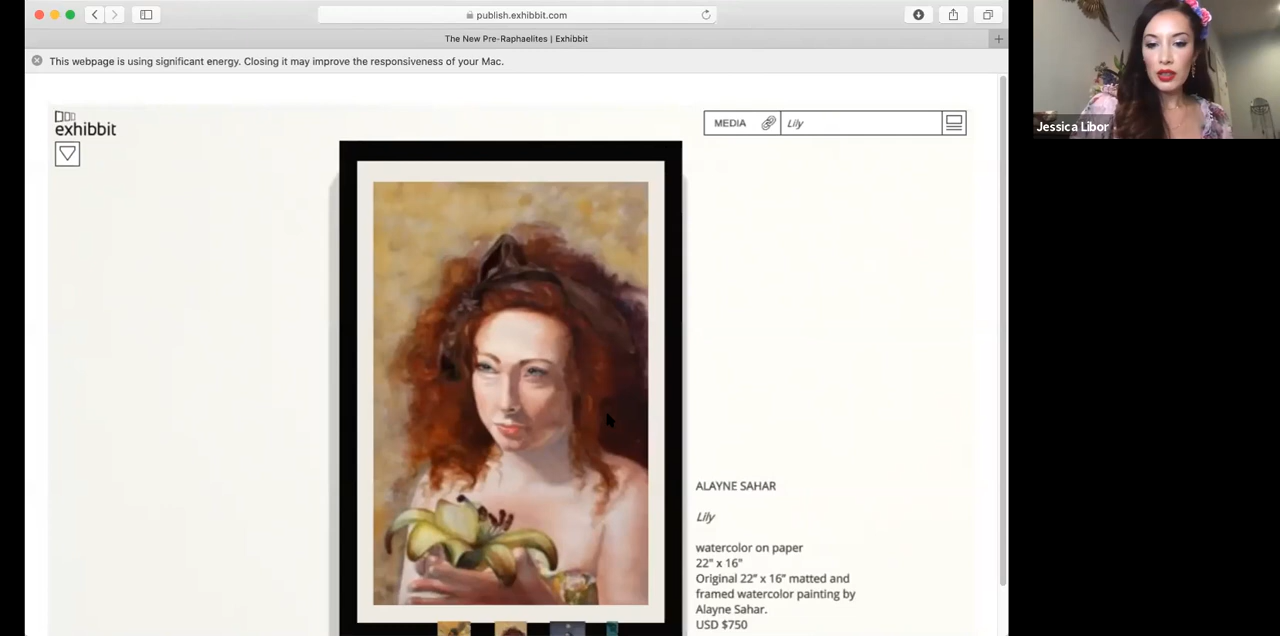 publish.exhibbit.com
The New Pre-Raphaelites | Exhibbit
This webpage is using significant energy. Closing it may improve the responsiveness of your Mac.
exhibbit
MEDIA
Lily
Jessica Libor
ALAYNE SAHAR
Lily
watercolor on paper
22" x 16"
Original 22" x 16" matted and
framed watercolor painting by
Alayne Sahar.
USD $750